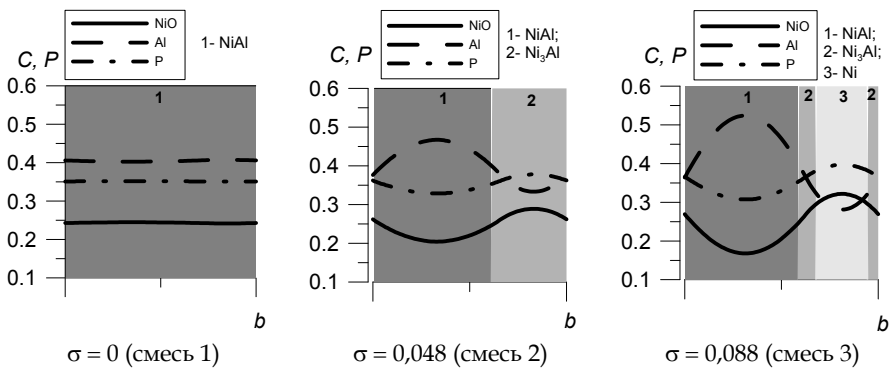 NiO
Al
P
1- NiAl
C, P
0.6
0.5
0.4
0.3
0.2
0.1
1
b
σ = 0 (смесь 1)
NiO
Al
P
1- NiAl;
2- Ni₃Al
C, P
0.6
0.5
0.4
0.3
0.2
0.1
1
2
b
σ = 0,048 (смесь 2)
NiO
Al
P
1- NiAl;
2- Ni₃Al;
3- Ni
C, P
0.6
0.5
0.4
0.3
0.2
0.1
1
2
3
2
b
σ = 0,088 (смесь 3)